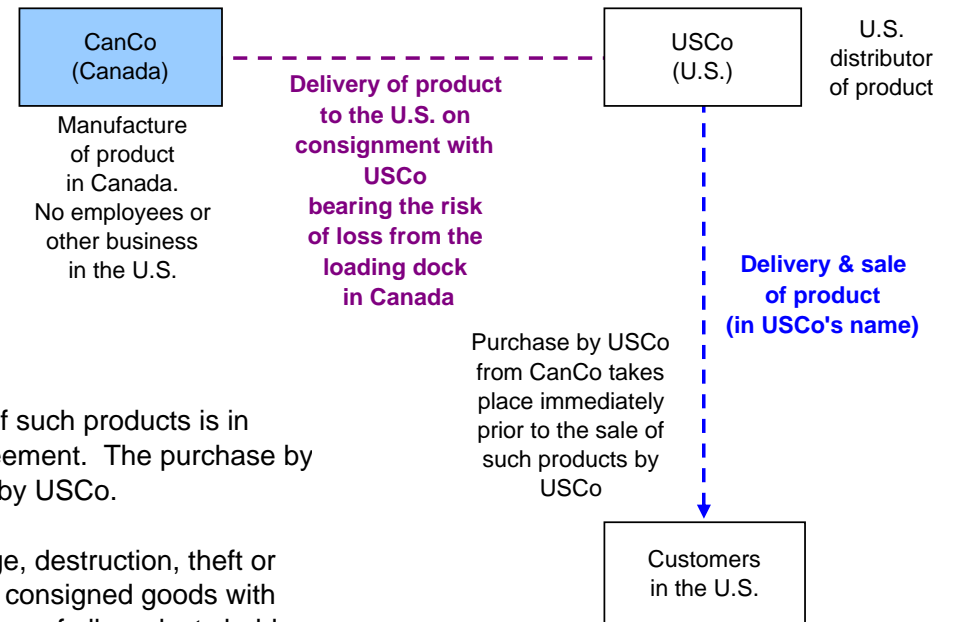 CanCo
(Canada)
USCo
(U.S.)
U.S.
distributor
of product
Manufacture
of product
in Canada.
No employees or
other business
in the U.S.
Delivery of product
to the U.S. on
consignment with
USCo
bearing the risk
of loss from the
loading dock
in Canada
Delivery & sale
of product
(in USCo's name)
Purchase by USCo
from CanCo takes
place immediately
prior to the sale of
such products by
USCo
of such products is in
The purchase by
by USCo.
destruction, theft or
consigned goods with
Customers
in the U.S.